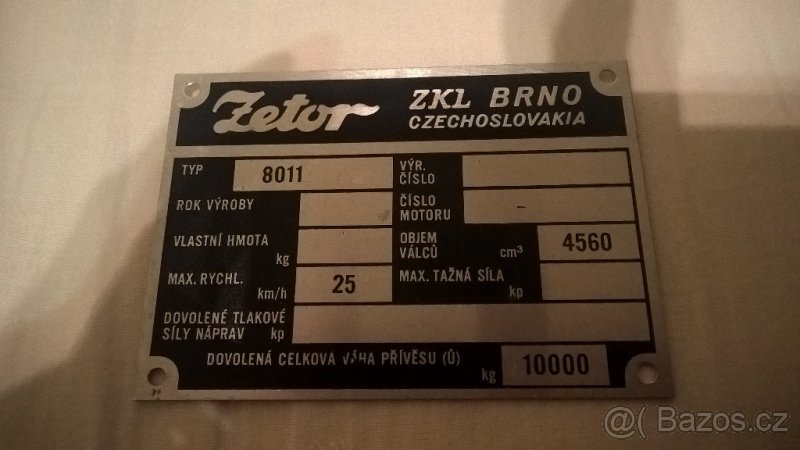 Zetor ZKL BRNO
CZECHOSLOVAKIA
TYP 8011
VÝR. ČÍSLO
ROK VÝROBY
ČÍSLO MOTORU -
VLASTNÍ HMOTA kg
OBJEM VÁLCŮ cm³ 4560
MAX. RYCHL. km/h 25
MAX. TAŽNÁ SÍLA kp
DOVOLENÉ TLAKOVÉ
SÍLY NÁPRAV kp
DOVOLENÁ CELKOVA VÁHA PŘÍVĚSU (Ů)
kg 10000
@( Bazos.cz